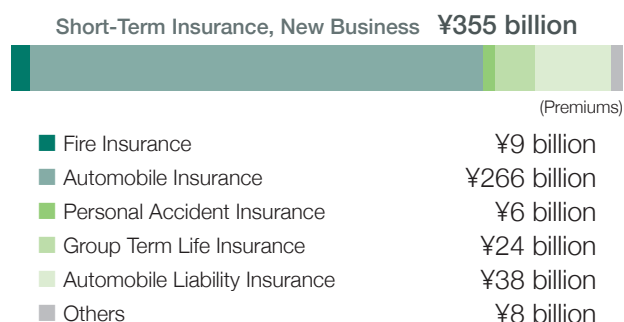 Short-Term Insurance, New Business ¥355 billion
(Premiums)
Fire Insurance ¥9 billion
Automobile Insurance ¥266 billion
Personal Accident Insurance ¥6 billion
Group Term Life Insurance ¥24 billion
Automobile Liability Insurance ¥38 billion
Others ¥8 billion